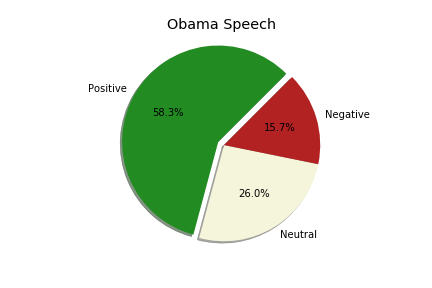 Obama Speech
Positive
58.3%
Negative
15.7%
26.0%
Neutral